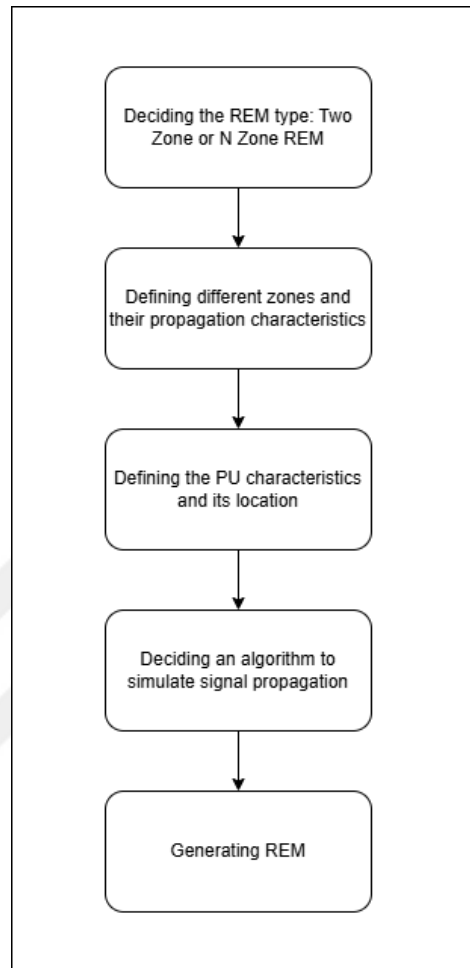 Deciding the REM type: Two
Zone or N Zone REM
Defining different zones and
their propagation characteristics
Defining the PU characteristics
and its location
Deciding an algorithm to
simulate signal propagation
Generating REM